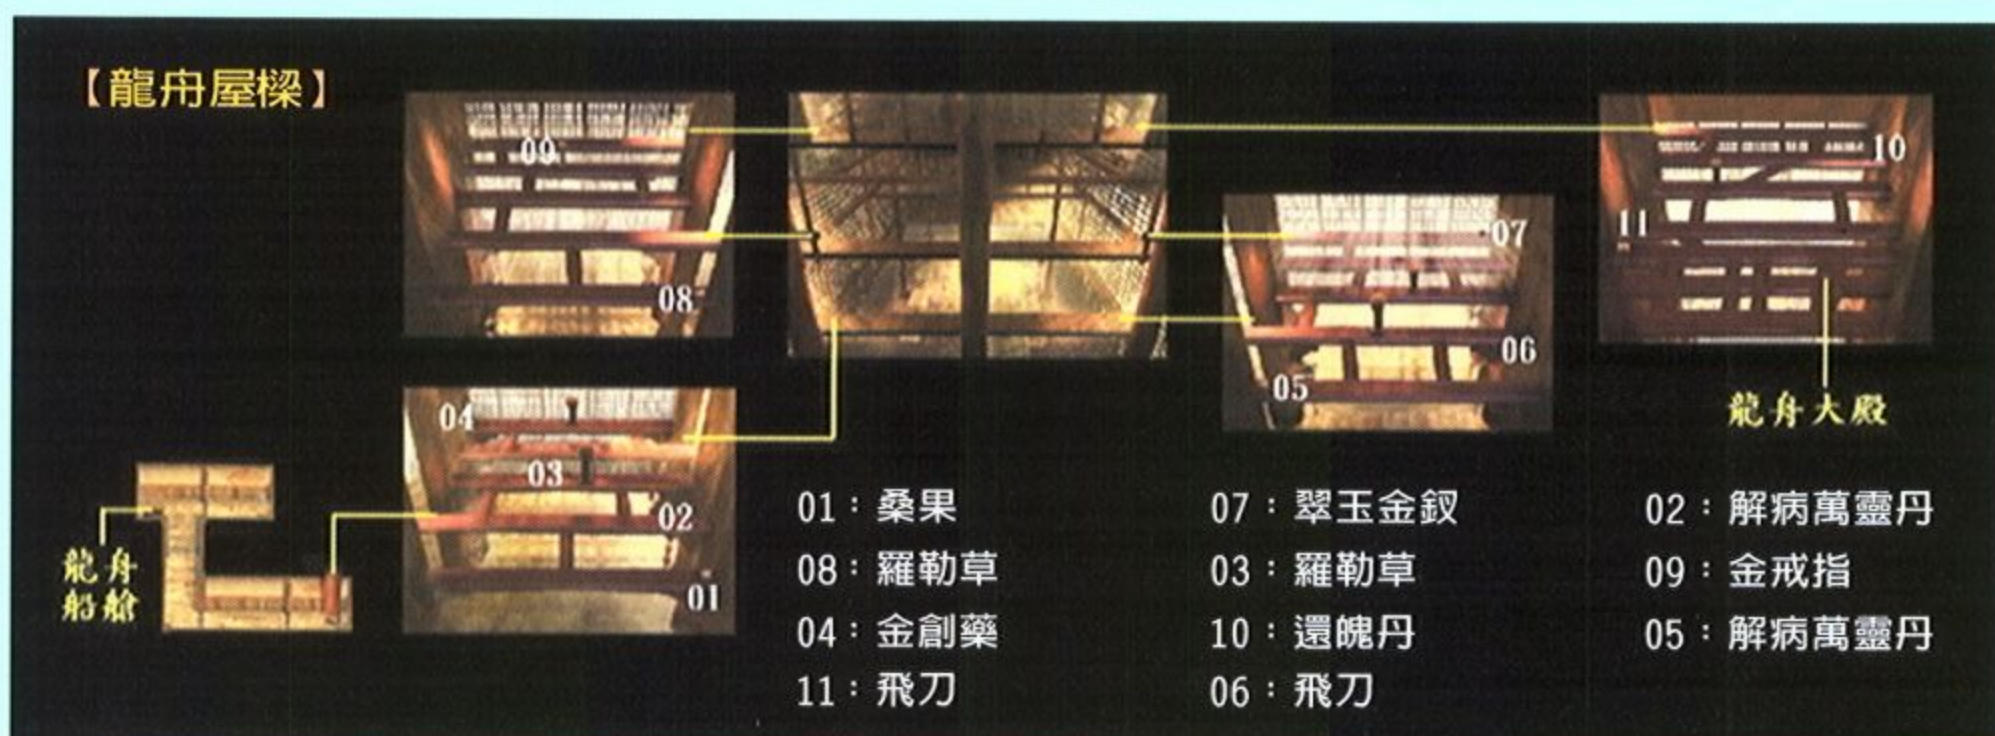 【龍舟屋樑】
09
10
11
07
08
06
05
04
03
02
01
龍舟大殿
龍舟
船艙
01：桑果 07：翠玉金釵 02：解病萬靈丹
08：羅勒草 03：羅勒草 09：金戒指
04：金創藥 10：還魄丹 05：解病萬靈丹
11：飛刀 06：飛刀